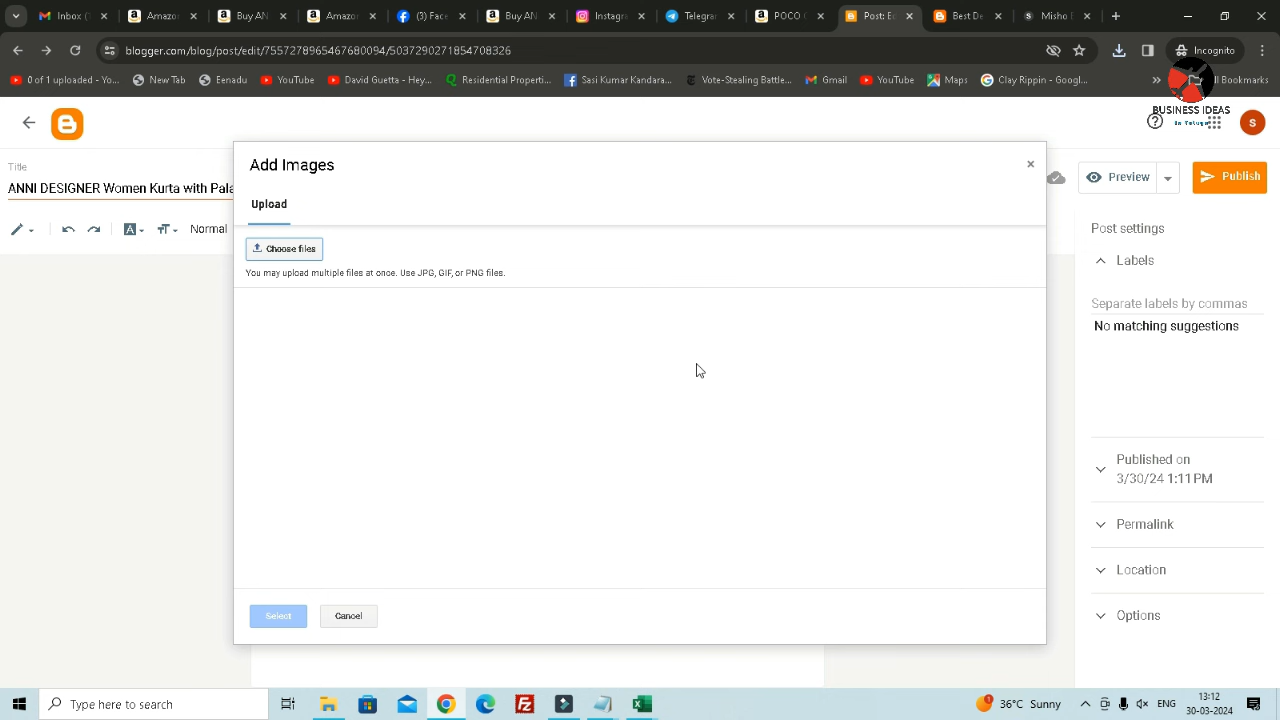 Inbox (
Amazon
Amazon
Buy AN
Amazon
(3) Face
Buy AN
Instagra
Telegrar
POCO C
Post: Ed
Best De
Misho E
blogger.com/blog/post/edit/7557278965467680094/5037290271854708326
Incognito
0 of 1 uploaded - Yo...
New Tab
Eenadu
YouTube
David Guetta - Hey...
Residential Properti...
Sasi Kumar Kandara...
Vote-Stealing Battle...
Gmail
YouTube
Maps
Clay Rippin - Googl...
ll Bookmarks
BUSINESS IDEAS
In Telugu
S
Title
ANNI DESIGNER Women Kurta with Pala
Normal
Add Images
Upload
Choose files
You may upload multiple files at once. Use JPG, GIF, or PNG files.
Select
Cancel
Preview
Publish
Post settings
Labels
Separate labels by commas
No matching suggestions
Published on
3/30/24 1:11 PM
Permalink
Location
Options
Type here to search
36°C Sunny
ENG
13:12
30-03-2024